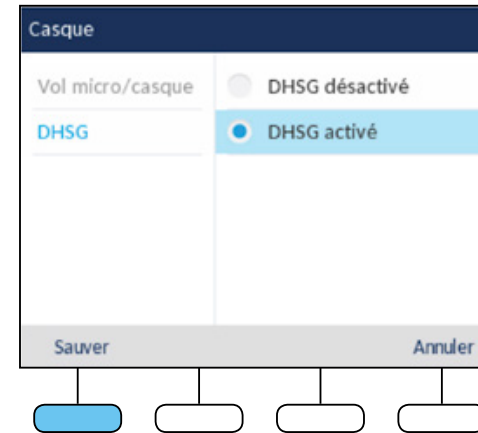 Casque
Vol micro/casque
DHSG
DHSG désactivé
DHSG activé
Sauver
Annuler